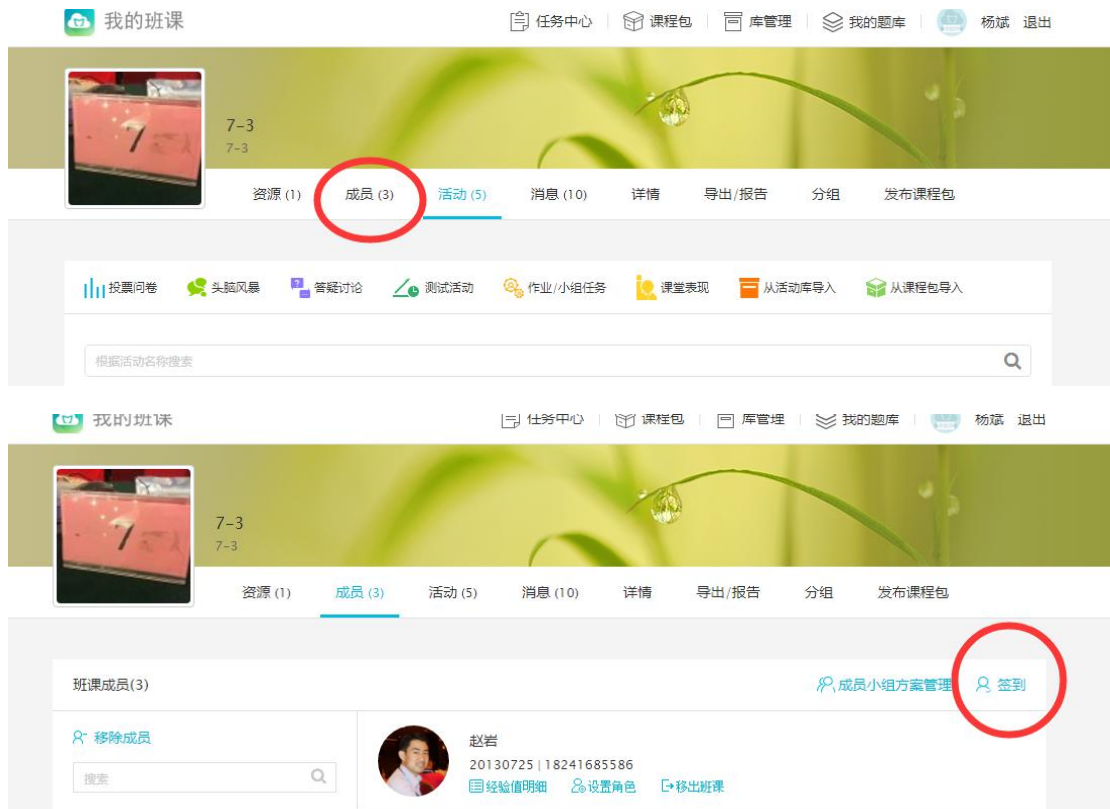 我的班课 任务中心 课程包 库管理 我的题库 杨斌 退出
7-3
7-3
资源 (1) 成员 (3) 活动 (5) 消息 (10) 详情 导出/报告 分组 发布课程包
投票问卷 头脑风暴 答疑讨论 测试活动 作业/小组任务 课堂表现 从活动库导入 从课程包导入
根据活动名称搜索
我的班课 任务中心 课程包 库管理 我的题库 杨斌 退出
7-3
7-3
资源 (1) 成员 (3) 活动 (5) 消息 (10) 详情 导出/报告 分组 发布课程包
班课成员(3) 成员小组方案管理 签到
移除成员
搜索
赵岩
20130725 | 18241685586
经验值明细 设置角色 移出班课